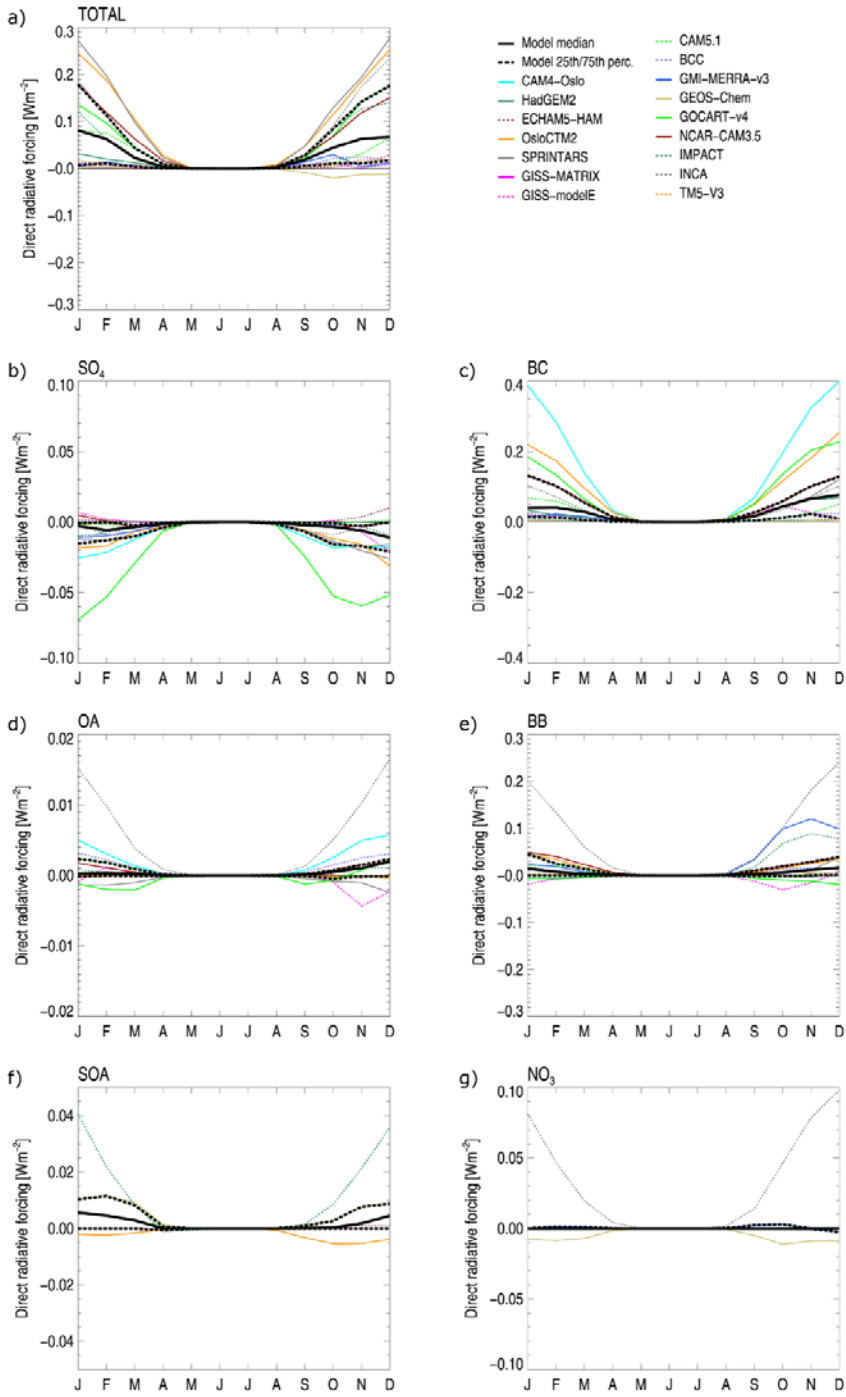 a) TOTAL
Direct radiative forcing [Wm⁻²]
0.3
0.2
0.1
−0.0
−0.1
−0.2
−0.3
J F M A M J J A S O N D
Model median
Model 25th/75th perc.
CAM4−Oslo
HadGEM2
ECHAM5−HAM
OsloCTM2
SPRINTARS
GISS−MATRIX
GISS−modelE
CAM5.1
BCC
GMI−MERRA−v3
GEOS−Chem
GOCART−v4
NCAR−CAM3.5
IMPACT
INCA
TM5−V3
b) SO₄
Direct radiative forcing [Wm⁻²]
0.10
0.05
0.00
−0.05
−0.10
J F M A M J J A S O N D
c) BC
Direct radiative forcing [Wm⁻²]
0.4
0.2
0.0
−0.2
−0.4
J F M A M J J A S O N D
d) OA
Direct radiative forcing [Wm⁻²]
0.02
0.01
0.00
−0.01
−0.02
J F M A M J J A S O N D
e) BB
Direct radiative forcing [Wm⁻²]
0.3
0.2
0.1
−0.0
−0.1
−0.2
−0.3
J F M A M J J A S O N D
f) SOA
Direct radiative forcing [Wm⁻²]
0.04
0.02
0.00
−0.02
−0.04
J F M A M J J A S O N D
g) NO₃
Direct radiative forcing [Wm⁻²]
0.10
0.05
0.00
−0.05
−0.10
J F M A M J J A S O N D